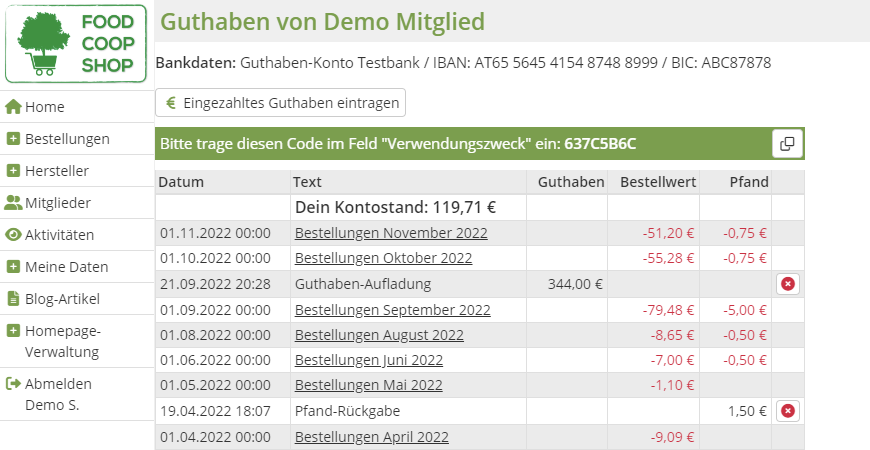 FOOD
COOP
SHOP
Home
Bestellungen
Hersteller
Mitglieder
Aktivitäten
Meine Daten
Blog-Artikel
Homepage-
Verwaltung
Abmelden
Demo S.
Guthaben von Demo Mitglied
Bankdaten: Guthaben-Konto Testbank / IBAN: AT65 5645 4154 8748 8999 / BIC: ABC87878
€ Eingezahltes Guthaben eintragen
Bitte trage diesen Code im Feld "Verwendungszweck" ein: 637C5B6C
Datum Text Guthaben Bestellwert Pfand
Dein Kontostand: 119,71 €
01.11.2022 00:00 Bestellungen November 2022 -51,20 € -0,75 €
01.10.2022 00:00 Bestellungen Oktober 2022 -55,28 € -0,75 €
21.09.2022 20:28 Guthaben-Aufladung 344,00 €
01.09.2022 00:00 Bestellungen September 2022 -79,48 € -5,00 €
01.08.2022 00:00 Bestellungen August 2022 -8,65 € -0,50 €
01.06.2022 00:00 Bestellungen Juni 2022 -7,00 € -0,50 €
01.05.2022 00:00 Bestellungen Mai 2022 -1,10 €
19.04.2022 18:07 Pfand-Rückgabe 1,50 €
01.04.2022 00:00 Bestellungen April 2022 -9,09 €